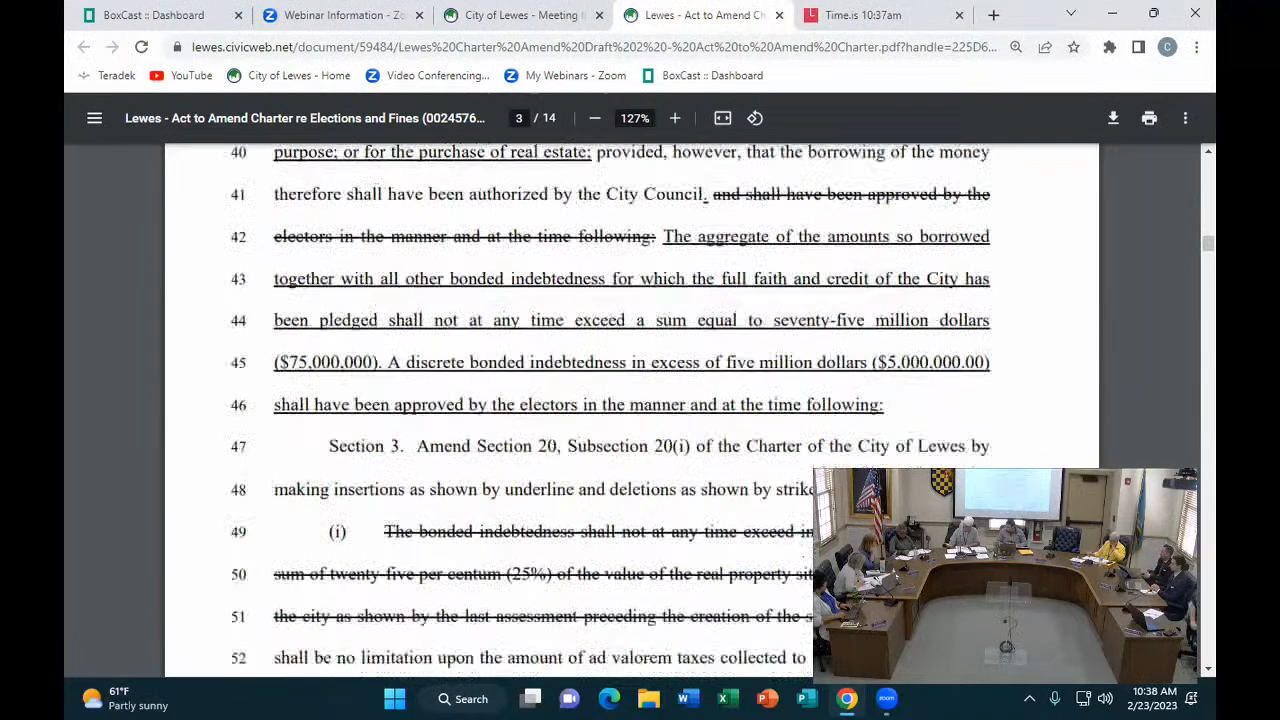 BoxCast :: Dashboard
Webinar Information - Zo
City of Lewes - Meeting I
Lewes - Act to Amend Ch
Time.is 10:37am
lewes.civicweb.net/document/59484/Lewes%20Charter%20Amend%20Draft%202%20-%20Act%20to%20Amend%20Charter.pdf?handle=225D6...
C
Teradek
YouTube
City of Lewes - Home
Video Conferencing...
My Webinars - Zoom
BoxCast :: Dashboard
Lewes - Act to Amend Charter re Elections and Fines (0024576...
3 / 14
127%
40 purpose; or for the purchase of real estate; provided, however, that the borrowing of the money
41 therefore shall have been authorized by the City Council. and shall have been approved by the
42 electors in the manner and at the time following: The aggregate of the amounts so borrowed
43 together with all other bonded indebtedness for which the full faith and credit of the City has
44 been pledged shall not at any time exceed a sum equal to seventy-five million dollars
45 ($75,000,000). A discrete bonded indebtedness in excess of five million dollars ($5,000,000.00)
46 shall have been approved by the electors in the manner and at the time following:
47 Section 3. Amend Section 20, Subsection 20(i) of the Charter of the City of Lewes by
48 making insertions as shown by underline and deletions as shown by strike
49 (i) The bonded indebtedness shall not at any time exceed in
50 sum of twenty-five per centum (25%) of the value of the real property sit
51 the city as shown by the last assessment preceding the creation of the s
52 shall be no limitation upon the amount of ad valorem taxes collected to
61°F
Partly sunny
Search
zoom
10:38 AM
2/23/2023